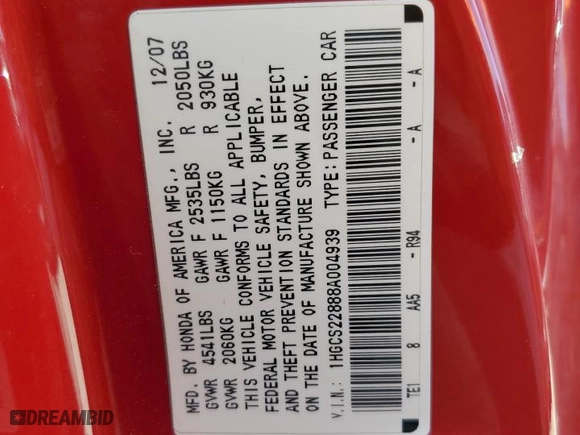 MFD. BY HONDA OF AMERICA MFG., INC. 12/07
GVWR 4541LBS GAWR F 2535LBS R 2050LBS
GVWR 2060KG GAWR F 1150KG R 930KG
THIS VEHICLE CONFORMS TO ALL APPLICABLE
FEDERAL MOTOR VEHICLE SAFETY, BUMPER,
AND THEFT PREVENTION STANDARDS IN EFFECT
ON THE DATE OF MANUFACTURE SHOWN ABOVE.
V.I.N.: 1HGCS22888A004939 TYPE: PASSENGER CAR
TE1 8 AA5 - R94 - A - A
DREAMBID